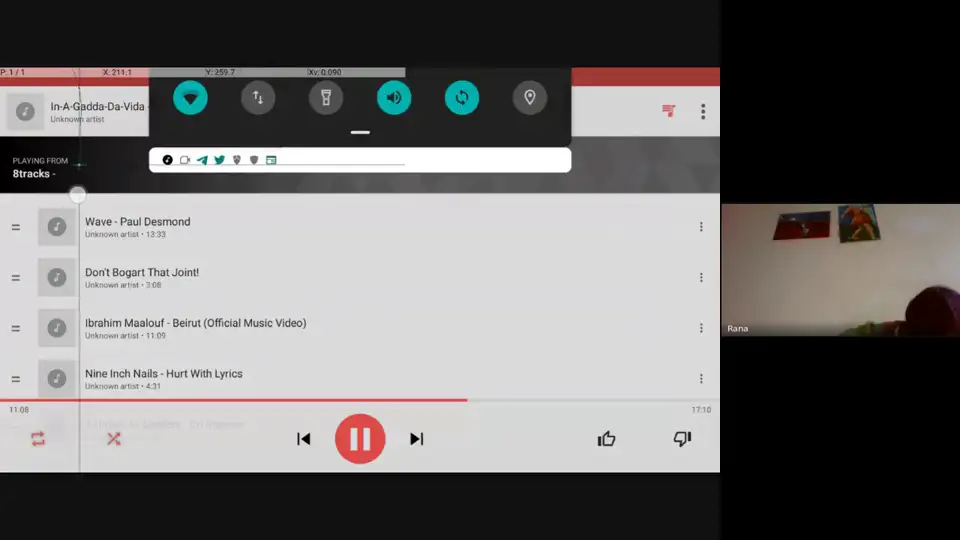 P: 1 / 1
X: 211.1
Y: 259.7
Xv: 0.090
In-A-Gadda-Da-Vida -
Unknown artist
PLAYING FROM
8tracks -
Wave - Paul Desmond
Unknown artist • 13:33
Don't Bogart That Joint!
Unknown artist • 3:08
Ibrahim Maalouf - Beirut (Official Music Video)
Unknown artist • 11:09
Nine Inch Nails - Hurt With Lyrics
Unknown artist • 4:31
11:08
17:10
Rana